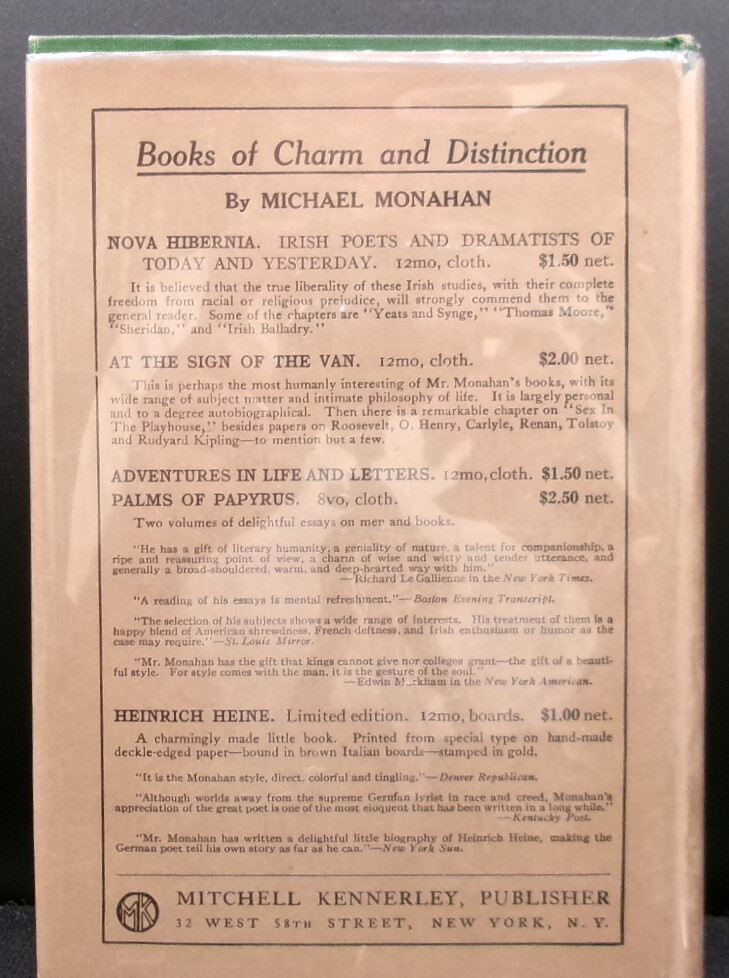 Books of Charm and Distinction
By MICHAEL MONAHAN
NOVA HIBERNIA. IRISH POETS AND DRAMATISTS OF
TODAY AND YESTERDAY. 12mo, cloth. $1.50 net.
It is believed that the true liberality of these Irish studies, with their complete
freedom from racial or religious prejudice, will strongly commend them to the
general reader. Some of the chapters are "Yeats and Synge," "Thomas Moore,"
"Sheridan," and "Irish Balladry."
AT THE SIGN OF THE VAN. 12mo, cloth. $2.00 net.
This is perhaps the most humanly interesting of Mr. Monahan's books, with its
wide range of subject matter and intimate philosophy of life. It is largely personal
and to a degree autobiographical. Then there is a remarkable chapter on "Sex In
The Playhouse," besides papers on Roosevelt, O. Henry, Carlyle, Renan, Tolstoy
and Rudyard Kipling—to mention but a few.
ADVENTURES IN LIFE AND LETTERS. 12mo, cloth. $1.50 net.
PALMS OF PAPYRUS. 8vo, cloth. $2.50 net.
Two volumes of delightful essays on men and books.
"He has a gift of literary humanity, a geniality of nature, a talent for companionship, a
ripe and reassuring point of view, a charm of wise and witty and tender utterance, and
generally a broad-shouldered, warm, and deep-hearted way with him."
—Richard Le Gallienne in the New York Times.
"A reading of his essays is mental refreshment."—Boston Evening Transcript.
"The selection of his subjects shows a wide range of interests. His treatment of them is a
happy blend of American shrewdness, French deftness, and Irish enthusiasm or humor as the
case may require."—St. Louis Mirror.
"Mr. Monahan has the gift that kings cannot give nor colleges grant—the gift of a beauti-
ful style. For style comes with the man, it is the gesture of the soul."
—Edwin Markham in the New York American.
HEINRICH HEINE. Limited edition. 12mo, boards. $1.00 net.
A charmingly made little book. Printed from special type on hand-made
deckle-edged paper—bound in brown Italian boards—stamped in gold.
"It is the Monahan style, direct, colorful and tingling."—Denver Republican.
"Although worlds away from the supreme German lyrist in race and creed, Monahan's
appreciation of the great poet is one of the most eloquent that has been written in a long while."
—Kentucky Post.
"Mr. Monahan has written a delightful little biography of Heinrich Heine, making the
German poet tell his own story as far as he can."—New York Sun.
MK
MITCHELL KENNERLEY, PUBLISHER
32 WEST 58TH STREET, NEW YORK, N. Y.